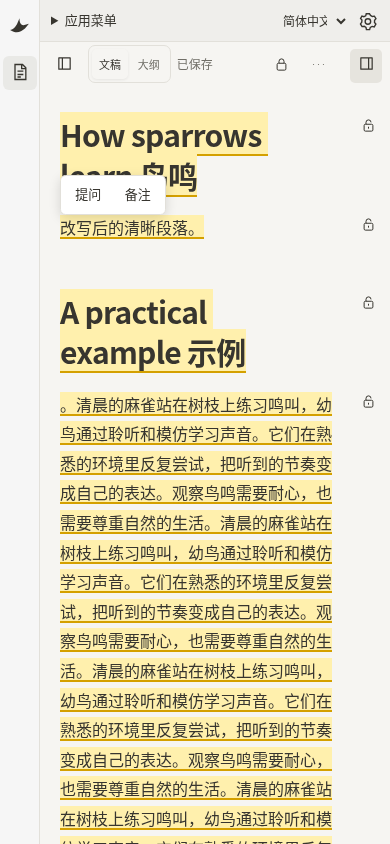 应用菜单
简体中文
文稿
大纲
已保存
...
How sparrows
learn 鸟鸣
提问
备注
改写后的清晰段落。
A practical
example 示例
。清晨的麻雀站在树枝上练习鸣叫，幼
鸟通过聆听和模仿学习声音。它们在熟
悉的环境里反复尝试，把听到的节奏变
成自己的表达。观察鸟鸣需要耐心，也
需要尊重自然的生活。清晨的麻雀站在
树枝上练习鸣叫，幼鸟通过聆听和模仿
学习声音。它们在熟悉的环境里反复尝
试，把听到的节奏变成自己的表达。观
察鸟鸣需要耐心，也需要尊重自然的生
活。清晨的麻雀站在树枝上练习鸣叫，
幼鸟通过聆听和模仿学习声音。它们在
熟悉的环境里反复尝试，把听到的节奏
变成自己的表达。观察鸟鸣需要耐心，
也需要尊重自然的生活。清晨的麻雀站
在树枝上练习鸣叫，幼鸟通过聆听和模